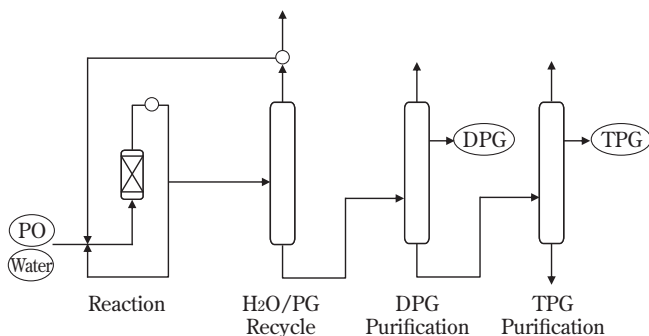 DPG
TPG
PO
Water
Reaction
H2O/PG
Recycle
DPG
Purification
TPG
Purification